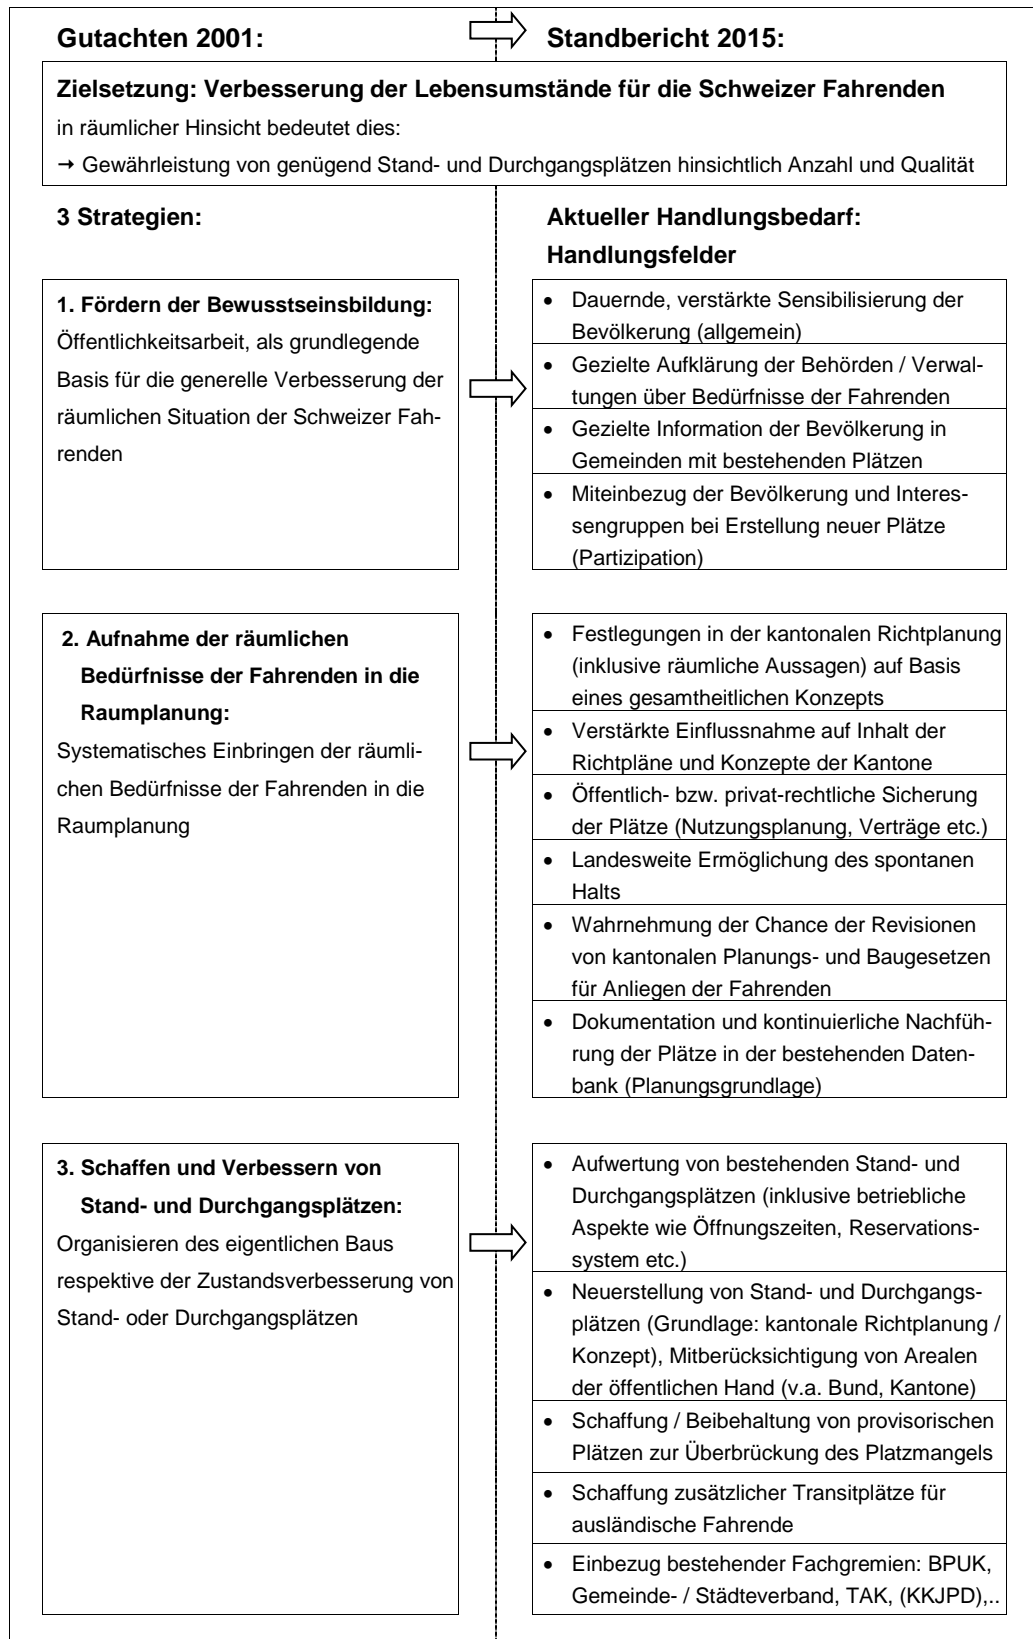 Gutachten 2001:
Standbericht 2015:
Zielsetzung: Verbesserung der Lebensumstände für die Schweizer Fahrenden
in räumlicher Hinsicht bedeutet dies:
→ Gewährleistung von genügend Stand- und Durchgangsplätzen hinsichtlich Anzahl und Qualität
3 Strategien:
Aktueller Handlungsbedarf:
Handlungsfelder
1. Fördern der Bewusstseinsbildung:
Öffentlichkeitsarbeit, als grundlegende
Basis für die generelle Verbesserung der
räumlichen Situation der Schweizer Fah-
renden
• Dauernde, verstärkte Sensibilisierung der
Bevölkerung (allgemein)
• Gezielte Aufklärung der Behörden / Verwal-
tungen über Bedürfnisse der Fahrenden
• Gezielte Information der Bevölkerung in
Gemeinden mit bestehenden Plätzen
• Miteinbezug der Bevölkerung und Interes-
sengruppen bei Erstellung neuer Plätze
(Partizipation)
2. Aufnahme der räumlichen
Bedürfnisse der Fahrenden in die
Raumplanung:
Systematisches Einbringen der räumli-
chen Bedürfnisse der Fahrenden in die
Raumplanung
• Festlegungen in der kantonalen Richtplanung
(inklusive räumliche Aussagen) auf Basis
eines gesamtheitlichen Konzepts
• Verstärkte Einflussnahme auf Inhalt der
Richtpläne und Konzepte der Kantone
• Öffentlich- bzw. privat-rechtliche Sicherung
der Plätze (Nutzungsplanung, Verträge etc.)
• Landesweite Ermöglichung des spontanen
Halts
• Wahrnehmung der Chance der Revisionen
von kantonalen Planungs- und Baugesetzen
für Anliegen der Fahrenden
• Dokumentation und kontinuierliche Nachfüh-
rung der Plätze in der bestehenden Daten-
bank (Planungsgrundlage)
3. Schaffen und Verbessern von
Stand- und Durchgangsplätzen:
Organisieren des eigentlichen Baus
respektive der Zustandsverbesserung von
Stand- oder Durchgangsplätzen
• Aufwertung von bestehenden Stand- und
Durchgangsplätzen (inklusive betriebliche
Aspekte wie Öffnungszeiten, Reservations-
system etc.)
• Neuerstellung von Stand- und Durchgangs-
plätzen (Grundlage: kantonale Richtplanung /
Konzept), Mitberücksichtigung von Arealen
der öffentlichen Hand (v.a. Bund, Kantone)
• Schaffung / Beibehaltung von provisorischen
Plätzen zur Überbrückung des Platzmangels
• Schaffung zusätzlicher Transitplätze für
ausländische Fahrende
• Einbezug bestehender Fachgremien: BPUK,
Gemeinde- / Städteverband, TAK, (KKJPD),..